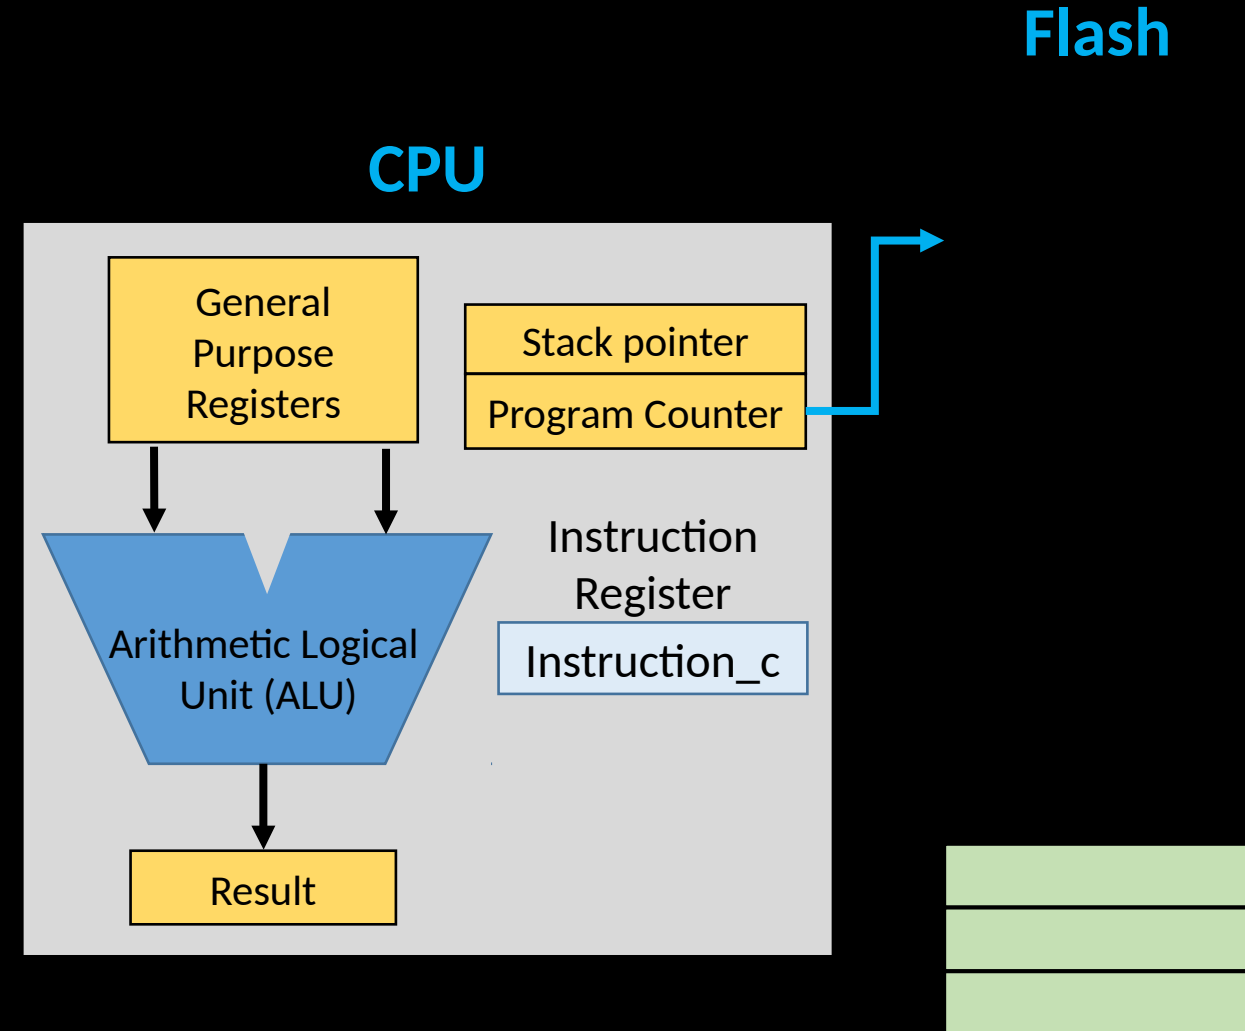 Flash
CPU
General
Purpose
Registers
Stack pointer
Program Counter
Instruction
Register
Instruction_c
Arithmetic Logical
Unit (ALU)
Result